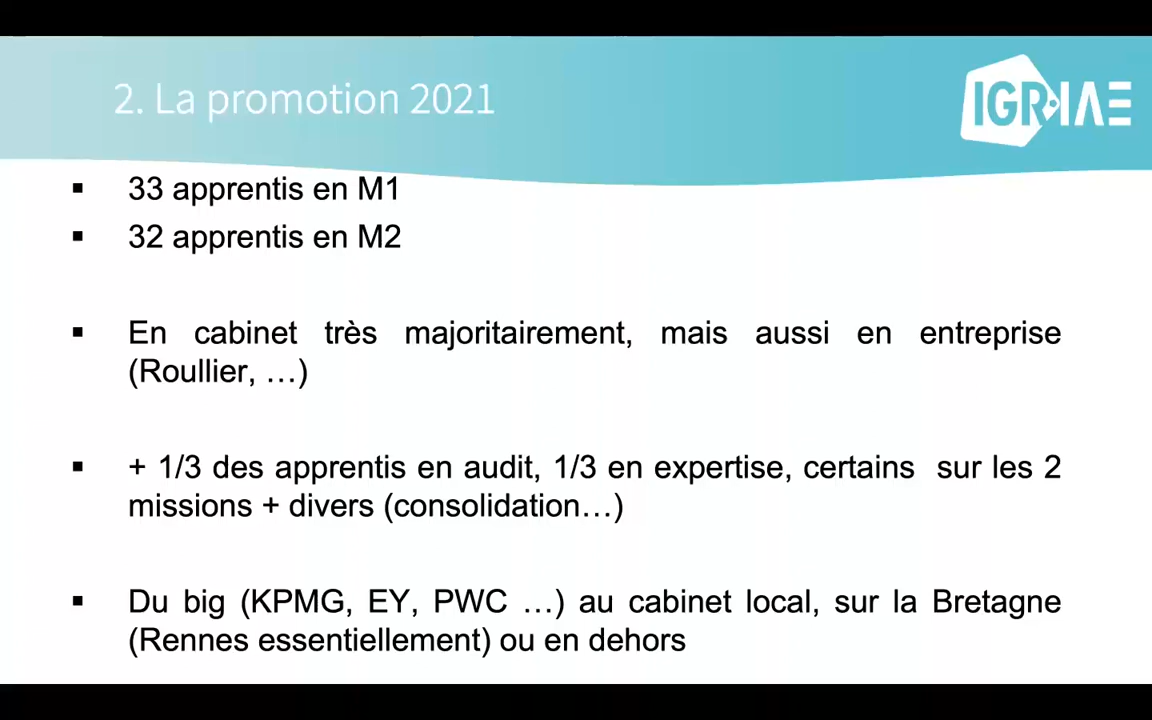 2. La promotion 2021
IGR-IAE
▪ 33 apprentis en M1
▪ 32 apprentis en M2
▪ En cabinet très majoritairement, mais aussi en entreprise
(Roullier, …)
▪ + 1/3 des apprentis en audit, 1/3 en expertise, certains  sur les 2
missions + divers (consolidation…)
▪ Du big (KPMG, EY, PWC …) au cabinet local, sur la Bretagne
(Rennes essentiellement) ou en dehors